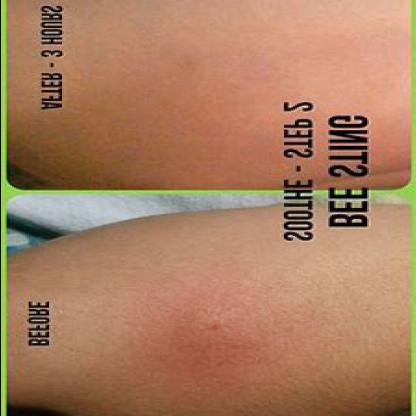 BEE STING
SOOTHE - STEP 2
BEFORE
AFTER - 3 HOURS